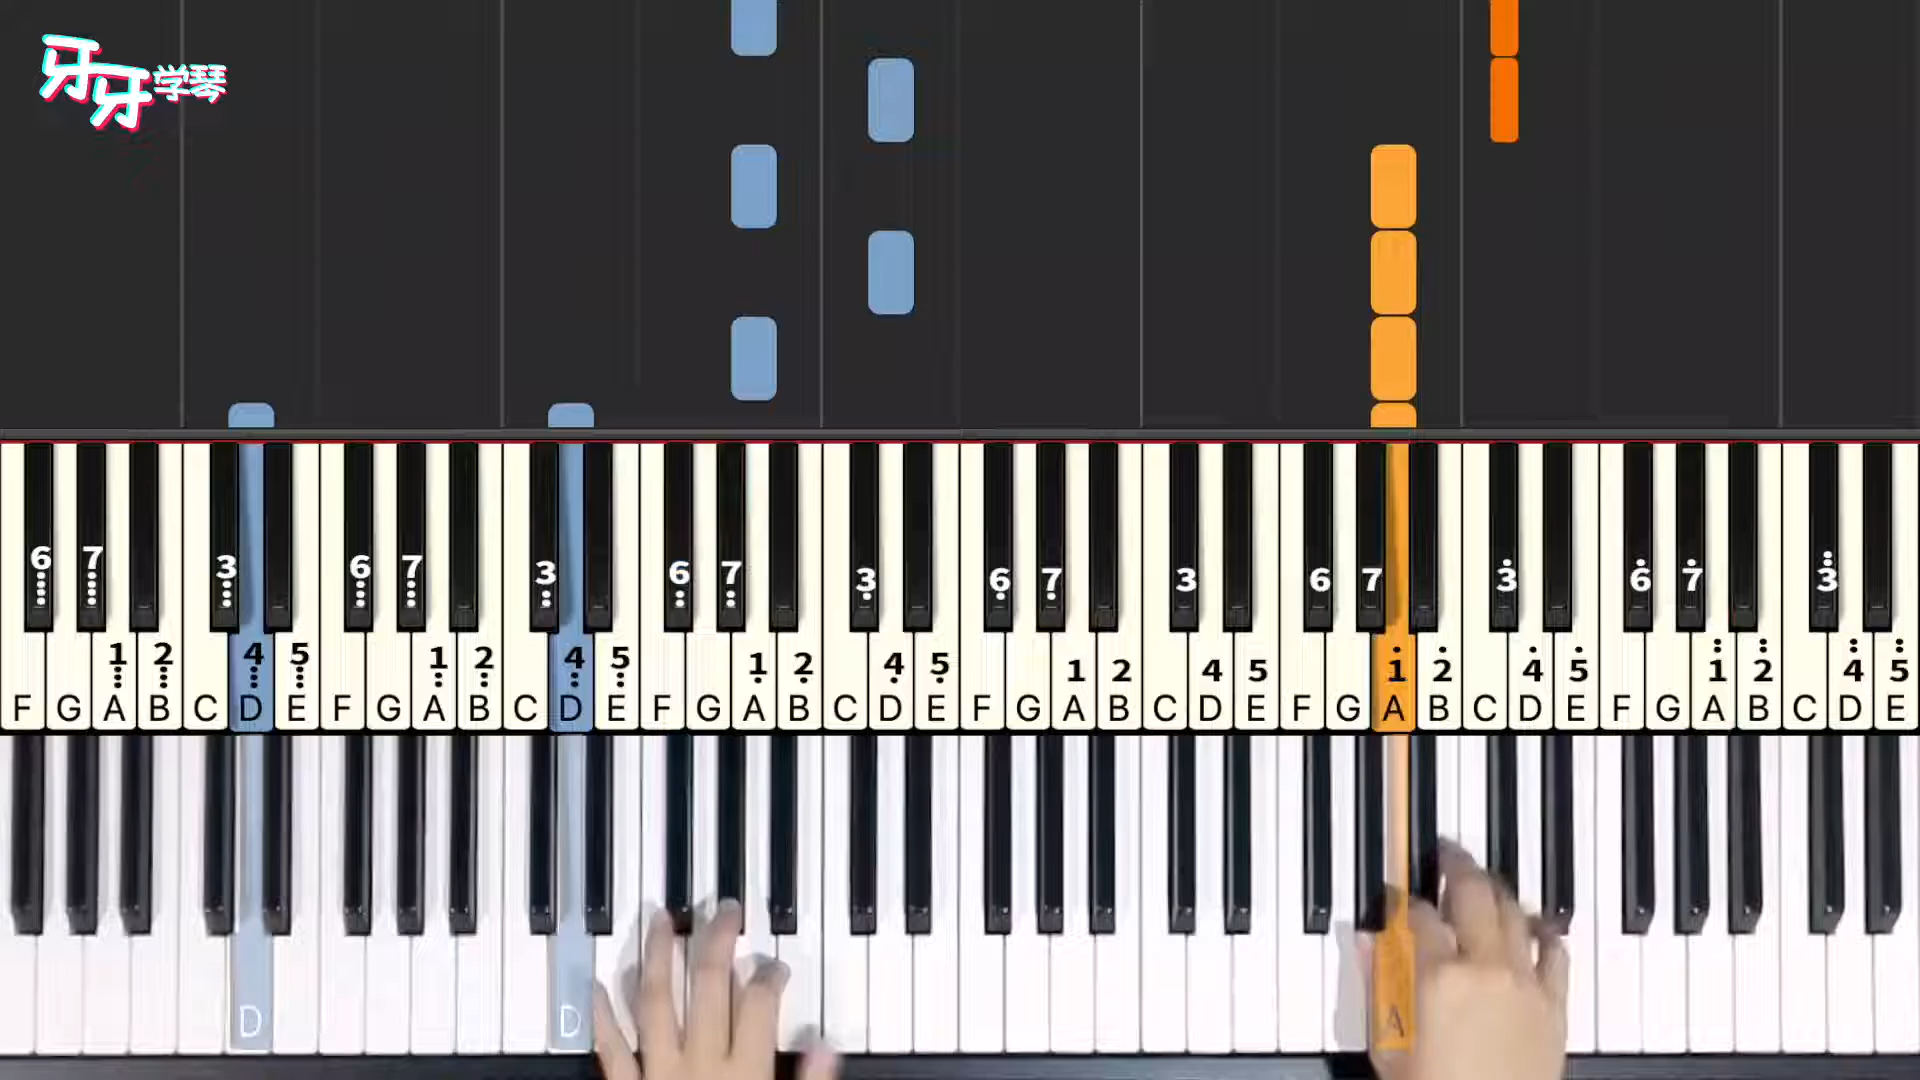 牙牙学琴
6 7 3 6 7 3 6 7 3 6 7 3 6 7 3 6 7 3
1 2 4 5 1 2 4 5 1 2 4 5 1 2 4 5 1 2 4 5 1 2 4 5
F G A B C D E F G A B C D E F G A B C D E F G A B C D E F G A B C D E F G A B C D E
D D A